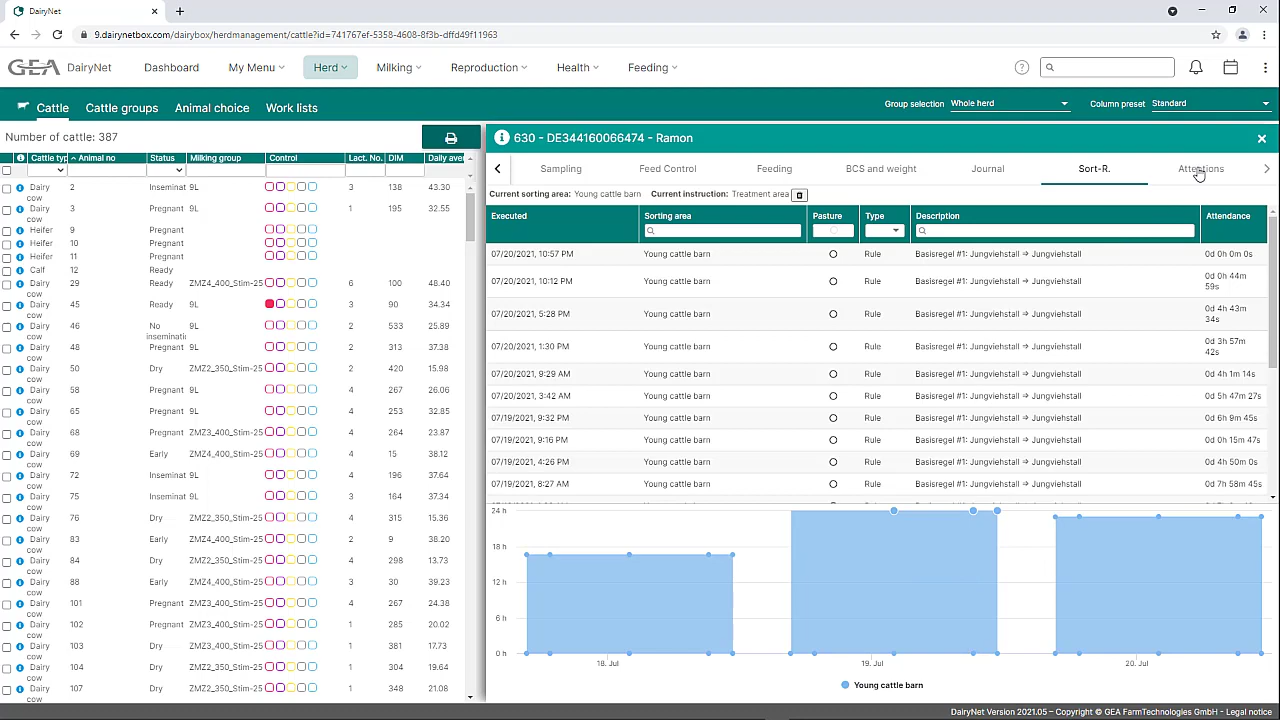 DairyNet
9.dairynetbox.com/dairybox/herdmanagement/cattle?id=741767ef-5358-4608-8f3b-dffd49f11963
GEA DairyNet Dashboard My Menu Herd Milking Reproduction Health Feeding
Cattle Cattle groups Animal choice Work lists Group selection Whole herd Column preset Standard
Number of cattle: 387
630 - DE344160066474 - Ramon
Cattle typ Animal no Status Milking group Control Lact. No. DIM Daily aver
Dairy cow 2 Inseminat 9L 3 138 43.30
Dairy cow 3 Pregnant 9L 1 195 32.55
Heifer 9 Pregnant
Heifer 10 Pregnant
Heifer 11 Pregnant
Calf 12 Ready
Dairy cow 29 Ready ZMZ4_400_Stim-25 6 100 48.40
Dairy cow 45 Ready 9L 3 90 34.34
Dairy cow 46 No inseminati 9L 2 533 25.89
Dairy cow 48 Pregnant 9L 2 313 37.38
Dairy cow 50 Dry ZMZ2_350_Stim-25 2 420 15.98
Dairy cow 58 Pregnant 9L 4 267 26.06
Dairy cow 65 Pregnant 9L 4 253 32.85
Dairy cow 68 Pregnant ZMZ3_400_Stim-25 4 264 23.87
Dairy cow 69 Early ZMZ4_400_Stim-25 4 15 38.12
Dairy cow 72 Inseminat 9L 4 196 37.64
Dairy cow 75 Inseminat 9L 3 164 37.34
Dairy cow 76 Dry ZMZ2_350_Stim-25 4 315 15.36
Dairy cow 83 Early ZMZ4_400_Stim-25 2 9 38.20
Dairy cow 84 Dry ZMZ2_350_Stim-25 4 298 13.73
Dairy cow 88 Early ZMZ4_400_Stim-25 3 30 39.23
Dairy cow 101 Pregnant ZMZ3_400_Stim-25 4 267 24.38
Dairy cow 102 Pregnant ZMZ3_400_Stim-25 1 285 20.02
Dairy cow 103 Dry ZMZ3_400_Stim-25 1 381 17.73
Dairy cow 104 Dry ZMZ2_350_Stim-25 1 304 19.64
Dairy cow 107 Dry ZMZ2_350_Stim-25 1 348 21.08
Sampling Feed Control Feeding BCS and weight Journal Sort-R. Attentions
Current sorting area: Young cattle barn Current instruction: Treatment area
Executed Sorting area Pasture Type Description Attendance
07/20/2021, 10:57 PM Young cattle barn Rule Basisregel #1: Jungviehstall ⇒ Jungviehstall 0d 0h 0m 0s
07/20/2021, 10:12 PM Young cattle barn Rule Basisregel #1: Jungviehstall ⇒ Jungviehstall 0d 0h 44m 59s
07/20/2021, 5:28 PM Young cattle barn Rule Basisregel #1: Jungviehstall ⇒ Jungviehstall 0d 4h 43m 34s
07/20/2021, 1:30 PM Young cattle barn Rule Basisregel #1: Jungviehstall ⇒ Jungviehstall 0d 3h 57m 42s
07/20/2021, 9:29 AM Young cattle barn Rule Basisregel #1: Jungviehstall ⇒ Jungviehstall 0d 4h 1m 14s
07/20/2021, 3:42 AM Young cattle barn Rule Basisregel #1: Jungviehstall ⇒ Jungviehstall 0d 5h 47m 27s
07/19/2021, 9:32 PM Young cattle barn Rule Basisregel #1: Jungviehstall ⇒ Jungviehstall 0d 6h 9m 45s
07/19/2021, 9:16 PM Young cattle barn Rule Basisregel #1: Jungviehstall ⇒ Jungviehstall 0d 0h 15m 47s
07/19/2021, 4:26 PM Young cattle barn Rule Basisregel #1: Jungviehstall ⇒ Jungviehstall 0d 4h 50m 0s
07/19/2021, 8:27 AM Young cattle barn Rule Basisregel #1: Jungviehstall ⇒ Jungviehstall 0d 7h 58m 45s
24 h
18 h
12 h
6 h
0 h
18. Jul 19. Jul 20. Jul
Young cattle barn
DairyNet Version 2021.05 – Copyright © GEA FarmTechnologies GmbH - Legal notice